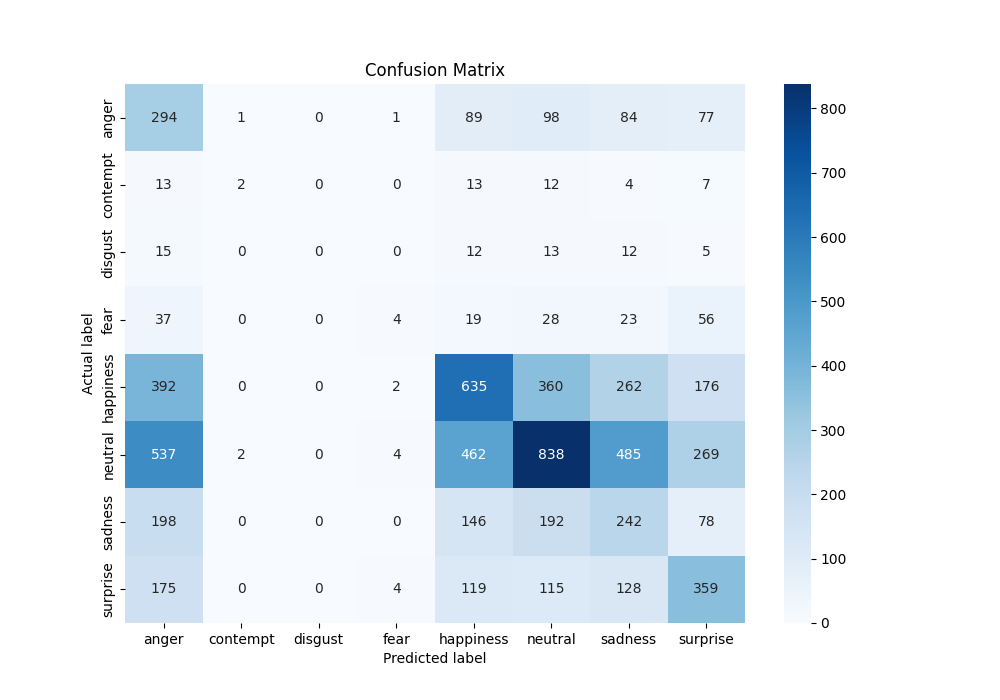 Confusion Matrix
Actual label
anger 294 1 0 1 89 98 84 77
contempt 13 2 0 0 13 12 4 7
disgust 15 0 0 0 12 13 12 5
fear 37 0 0 4 19 28 23 56
happiness 392 0 0 2 635 360 262 176
neutral 537 2 0 4 462 838 485 269
sadness 198 0 0 0 146 192 242 78
surprise 175 0 0 4 119 115 128 359
anger contempt disgust fear happiness neutral sadness surprise
Predicted label
800
700
600
500
400
300
200
100
0